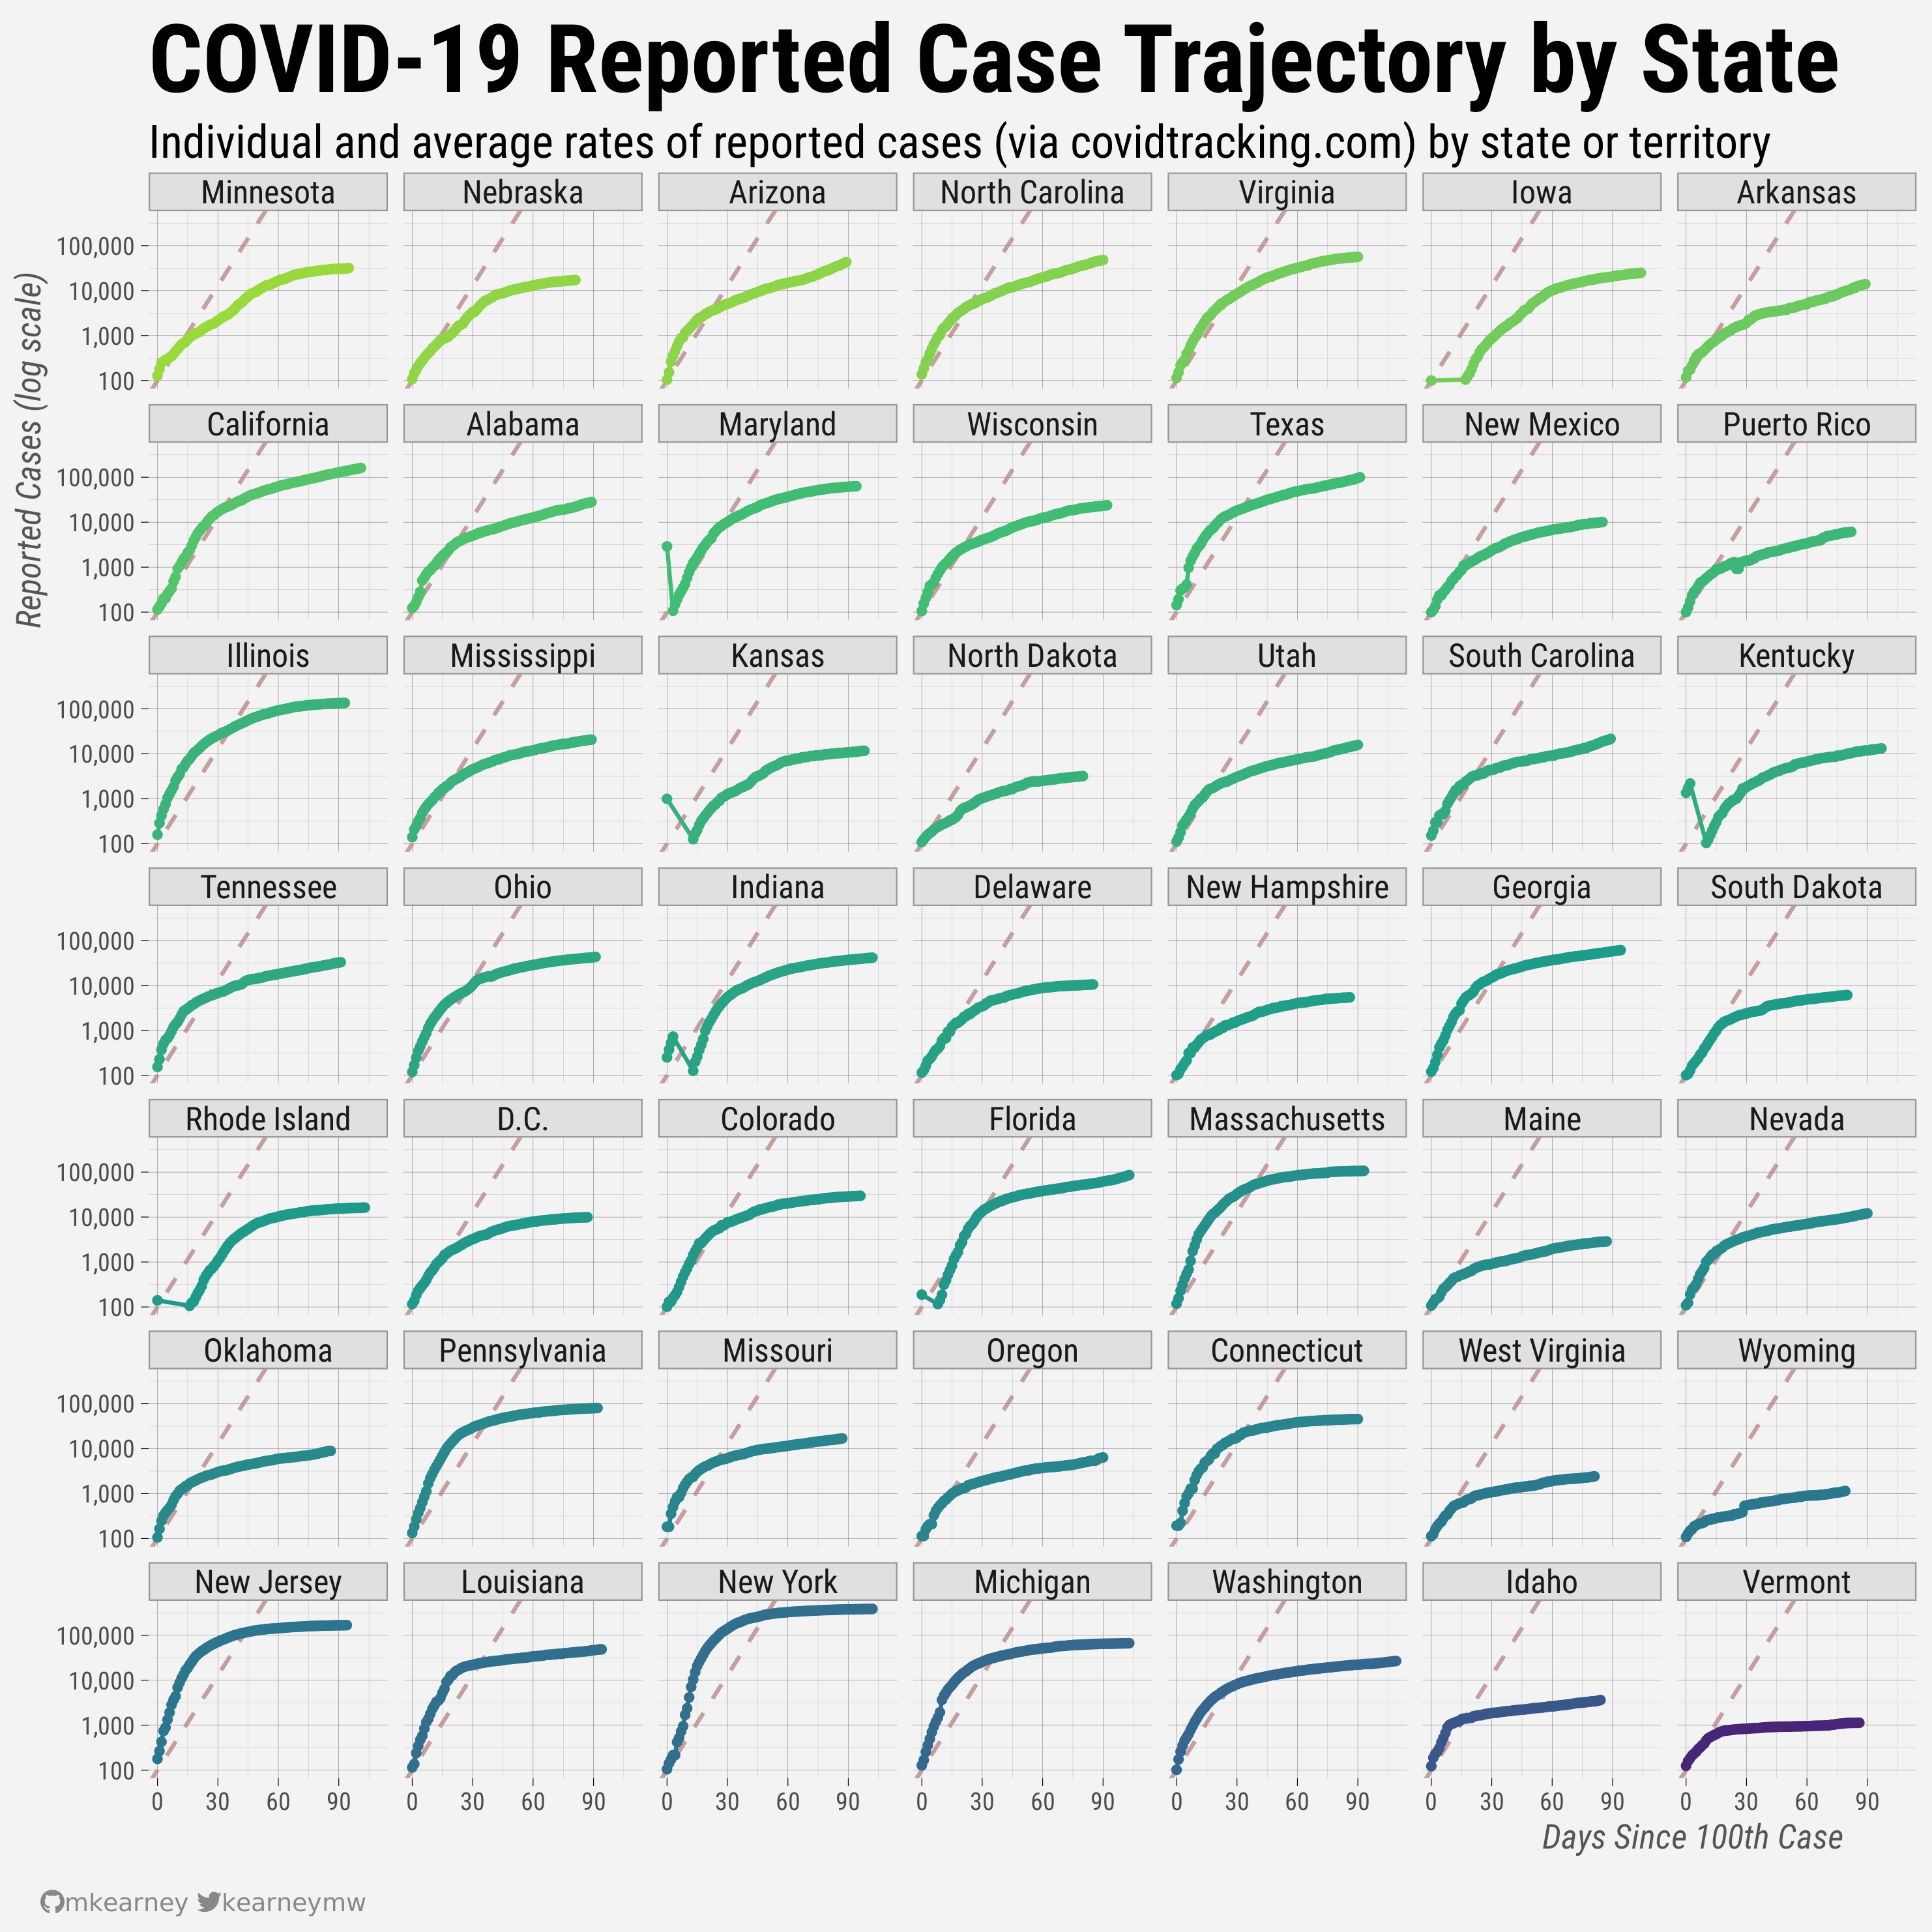 COVID-19 Reported Case Trajectory by State
Individual and average rates of reported cases (via covidtracking.com) by state or territory
Minnesota Nebraska Arizona North Carolina Virginia Iowa Arkansas
100,000
10,000
1,000
100
Reported Cases (log scale)
California Alabama Maryland Wisconsin Texas New Mexico Puerto Rico
100,000
10,000
1,000
100
Illinois Mississippi Kansas North Dakota Utah South Carolina Kentucky
100,000
10,000
1,000
100
Tennessee Ohio Indiana Delaware New Hampshire Georgia South Dakota
100,000
10,000
1,000
100
Rhode Island D.C. Colorado Florida Massachusetts Maine Nevada
100,000
10,000
1,000
100
Oklahoma Pennsylvania Missouri Oregon Connecticut West Virginia Wyoming
100,000
10,000
1,000
100
New Jersey Louisiana New York Michigan Washington Idaho Vermont
100,000
10,000
1,000
100
0 30 60 90 0 30 60 90 0 30 60 90 0 30 60 90 0 30 60 90 0 30 60 90 0 30 60 90
Days Since 100th Case
mkearney kearneymw